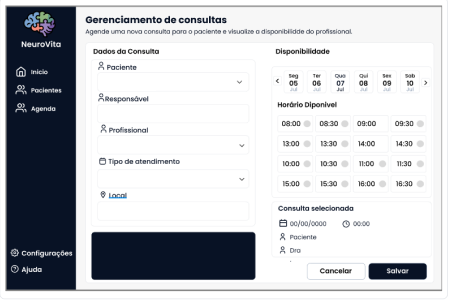 NeuroVita
Início
Pacientes
Agenda
Configurações
Ajuda
Gerenciamento de consultas
Agende uma nova consulta para o paciente e visualize a disponibilidde do profissional.
Dados da Consulta
Paciente
Responsável
Profissional
Tipo de atendimento
Local
Disponibilidade
< Seg Ter Qua Qui Sex Sáb >
05 06 07 08 09 10
Jul Jul Jul Jul Jul Jul
Horário Diponivel
08:00 08:30 09:00 09:30
13:00 13:30 14:00 14:30
10:00 10:30 11:00 11:30
15:00 15:30 16:00 16:30
Consulta selecionada
00/00/0000 00:00
Paciente
Dra
Cancelar Salvar